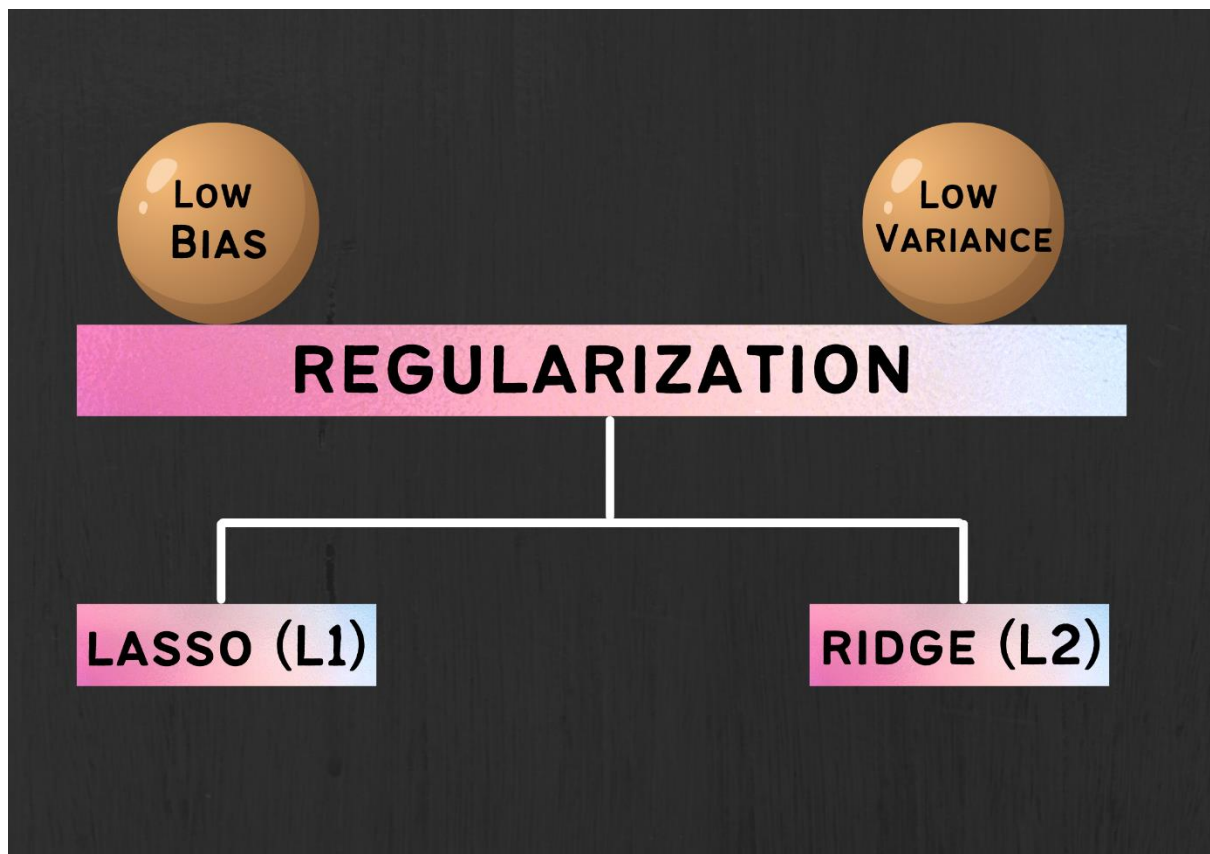 Low
BIAS
Low
VARIANCE
REGULARIZATION
LASSO (L1)
RIDGE (L2)